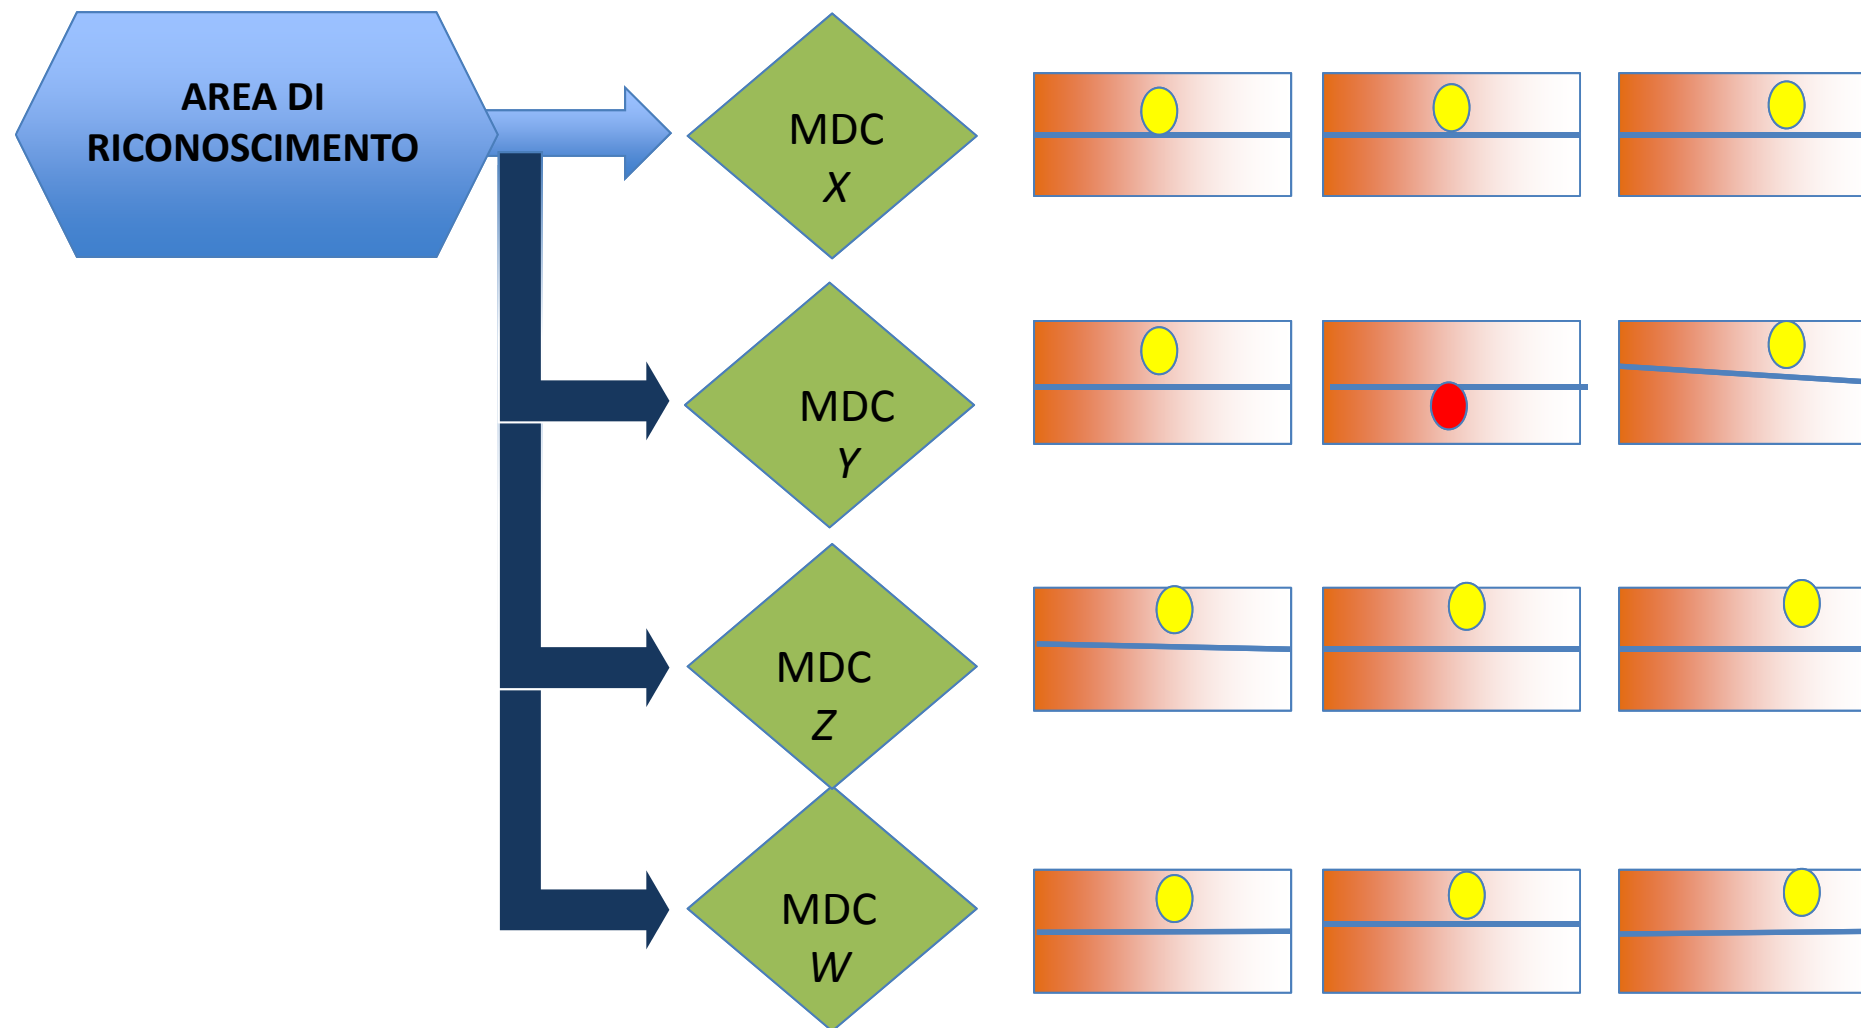 AREA DI
RICONOSCIMENTO
MDC
X
MDC
Y
MDC
Z
MDC
W